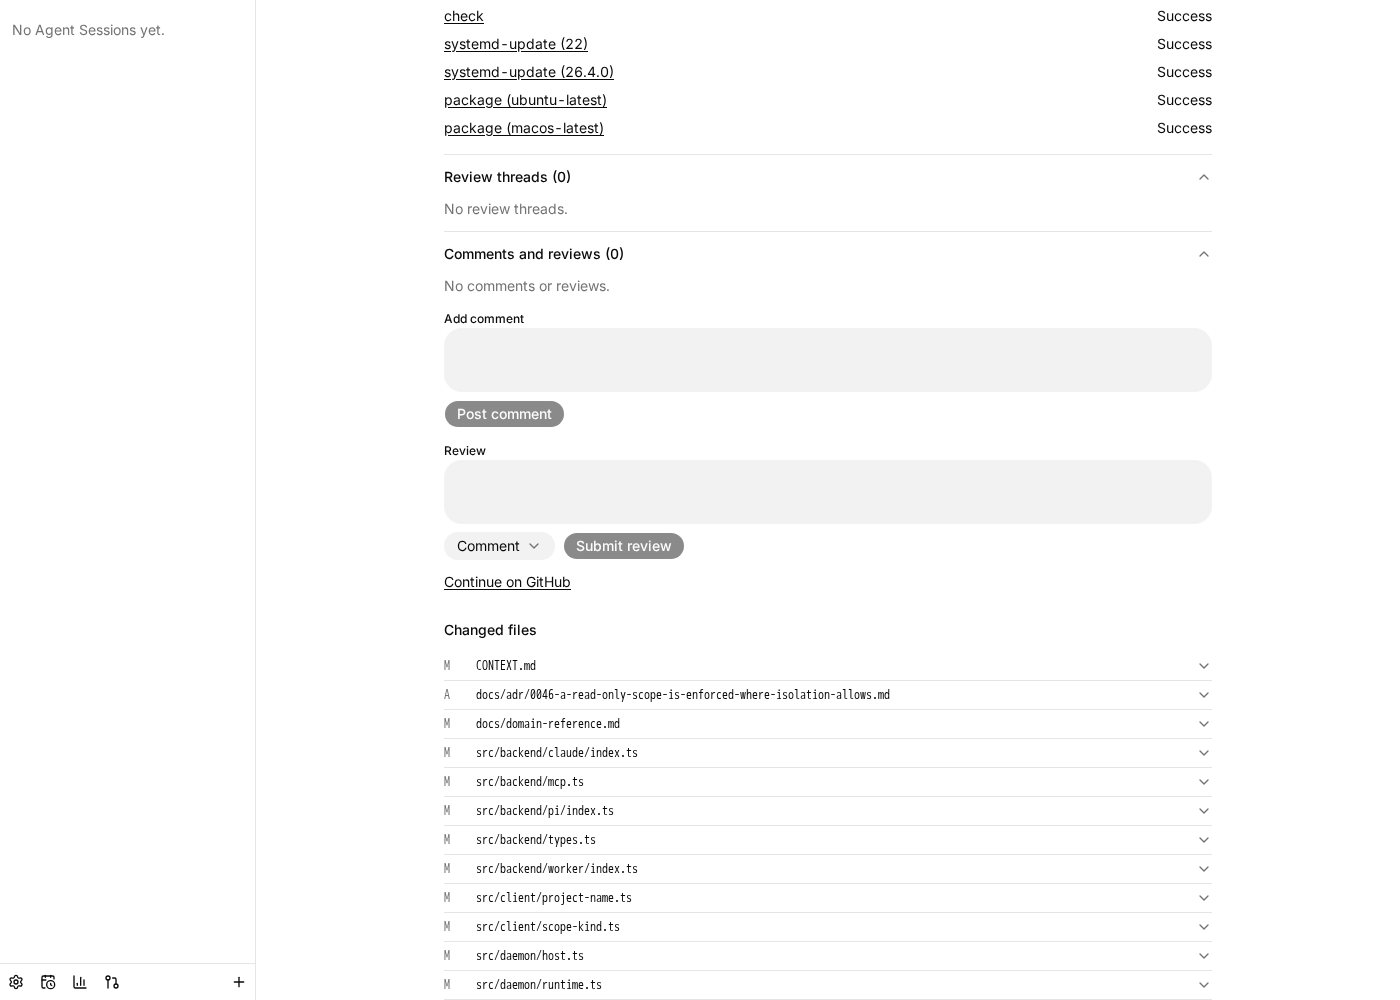 No Agent Sessions yet.
check Success
systemd-update (22) Success
systemd-update (26.4.0) Success
package (ubuntu-latest) Success
package (macos-latest) Success
Review threads (0)
No review threads.
Comments and reviews (0)
No comments or reviews.
Add comment
Post comment
Review
Comment Submit review
Continue on GitHub
Changed files
M CONTEXT.md
A docs/adr/0046-a-read-only-scope-is-enforced-where-isolation-allows.md
M docs/domain-reference.md
M src/backend/claude/index.ts
M src/backend/mcp.ts
M src/backend/pi/index.ts
M src/backend/types.ts
M src/backend/worker/index.ts
M src/client/project-name.ts
M src/client/scope-kind.ts
M src/daemon/host.ts
M src/daemon/runtime.ts